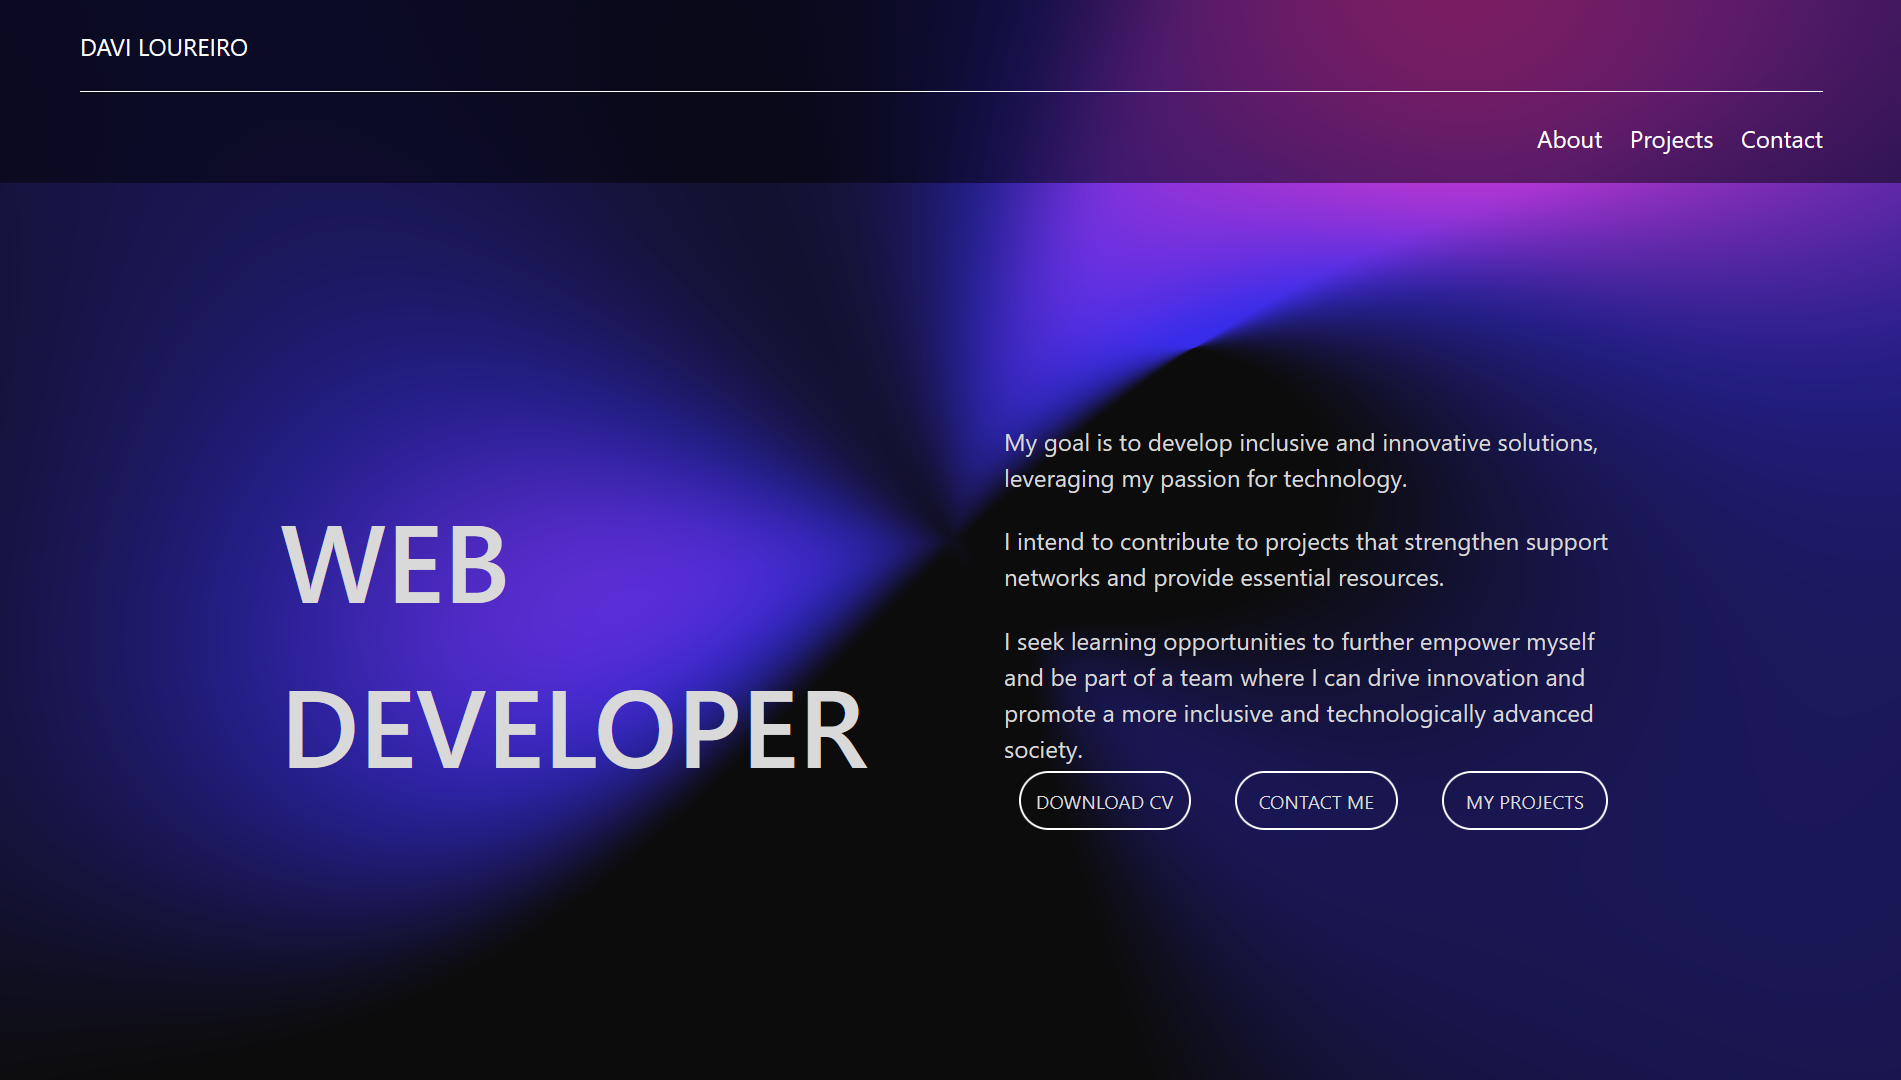 DAVI LOUREIRO
About Projects Contact
WEB
DEVELOPER
My goal is to develop inclusive and innovative solutions,
leveraging my passion for technology.
I intend to contribute to projects that strengthen support
networks and provide essential resources.
I seek learning opportunities to further empower myself
and be part of a team where I can drive innovation and
promote a more inclusive and technologically advanced
society.
DOWNLOAD CV CONTACT ME MY PROJECTS